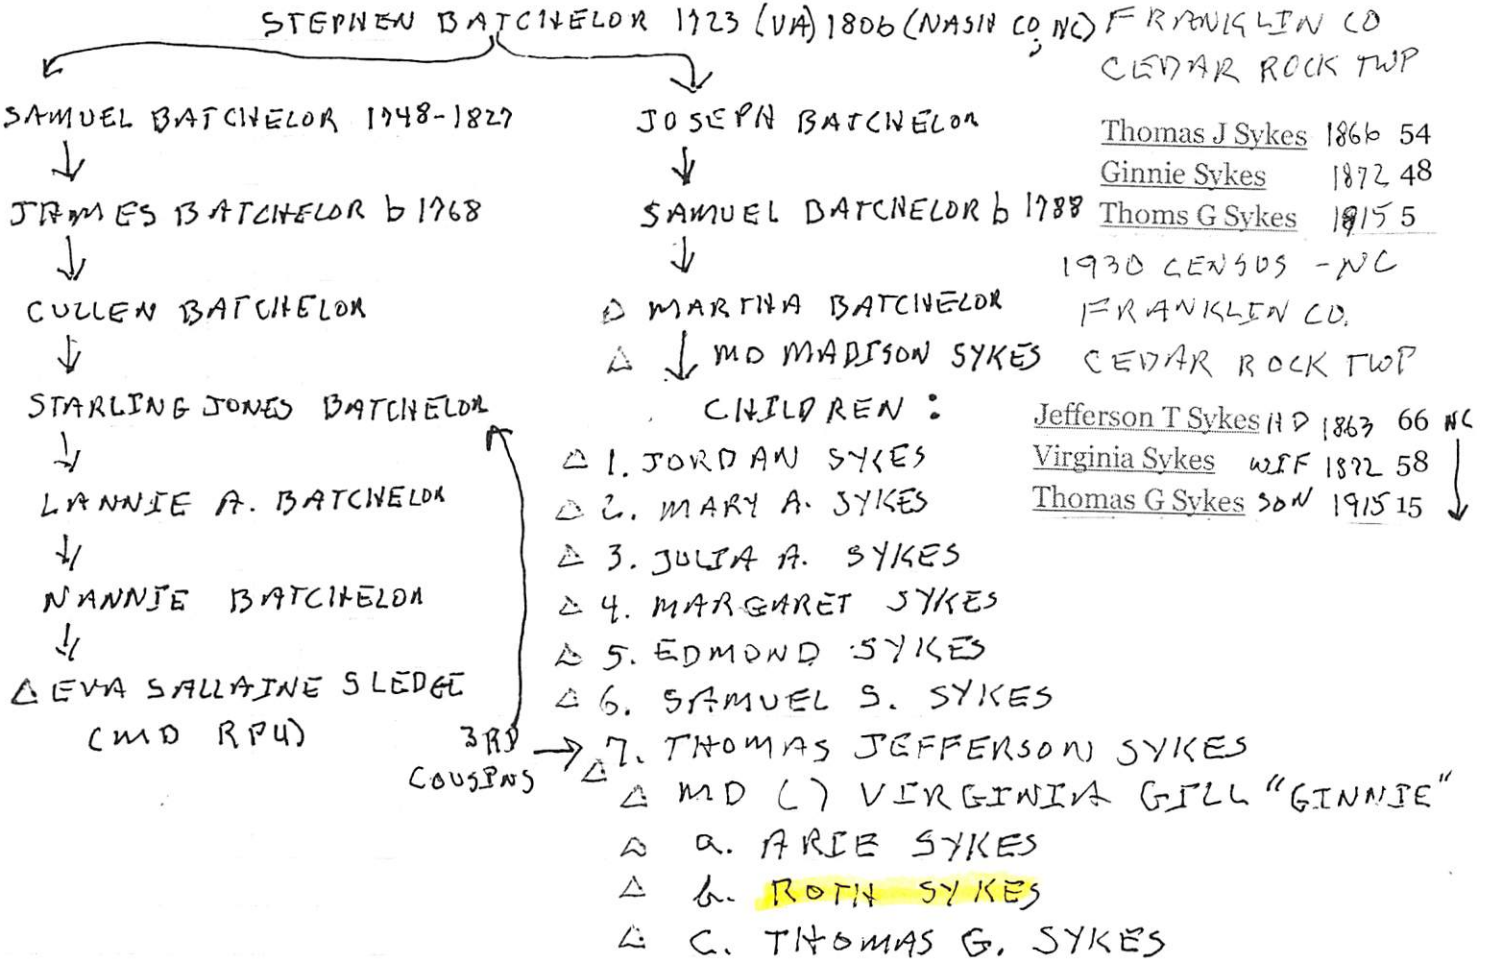 STEPHEN BATCHELOR 1723 (VA) 1806 (NASH CO, NC) FRANKLIN CO
CEDAR ROCK TWP
SAMUEL BATCHELOR 1748-1827
JAMES BATCHELOR b 1768
CULLEN BATCHELOR
STARLING JONES BATCHELOR
LANNIE A. BATCHELOR
NANNIE BATCHELOR
EVA SALLAINE SLEDGE
(MD RPU)
3RD
COUSINS
JOSEPH BATCHELOR
SAMUEL BATCHELOR b 1788
MARTHA BATCHELOR
MD MADISON SYKES
CHILDREN:
1. JORDAN SYKES
2. MARY A. SYKES
3. JULIA A. SYKES
4. MARGARET SYKES
5. EDMOND SYKES
6. SAMUEL S. SYKES
7. THOMAS JEFFERSON SYKES
MD ( ) VIRGINIA GILL "GINNIE"
a. ARIE SYKES
b. ROTH SYKES
C. THOMAS G. SYKES
Thomas J Sykes 1866 54
Ginnie Sykes 1872 48
Thoms G Sykes 1915 5
1930 CENSUS - NC
FRANKLIN CO.
CEDAR ROCK TWP
Jefferson T Sykes HD 1863 66 NC
Virginia Sykes WIF 1872 58
Thomas G Sykes SON 1915 15